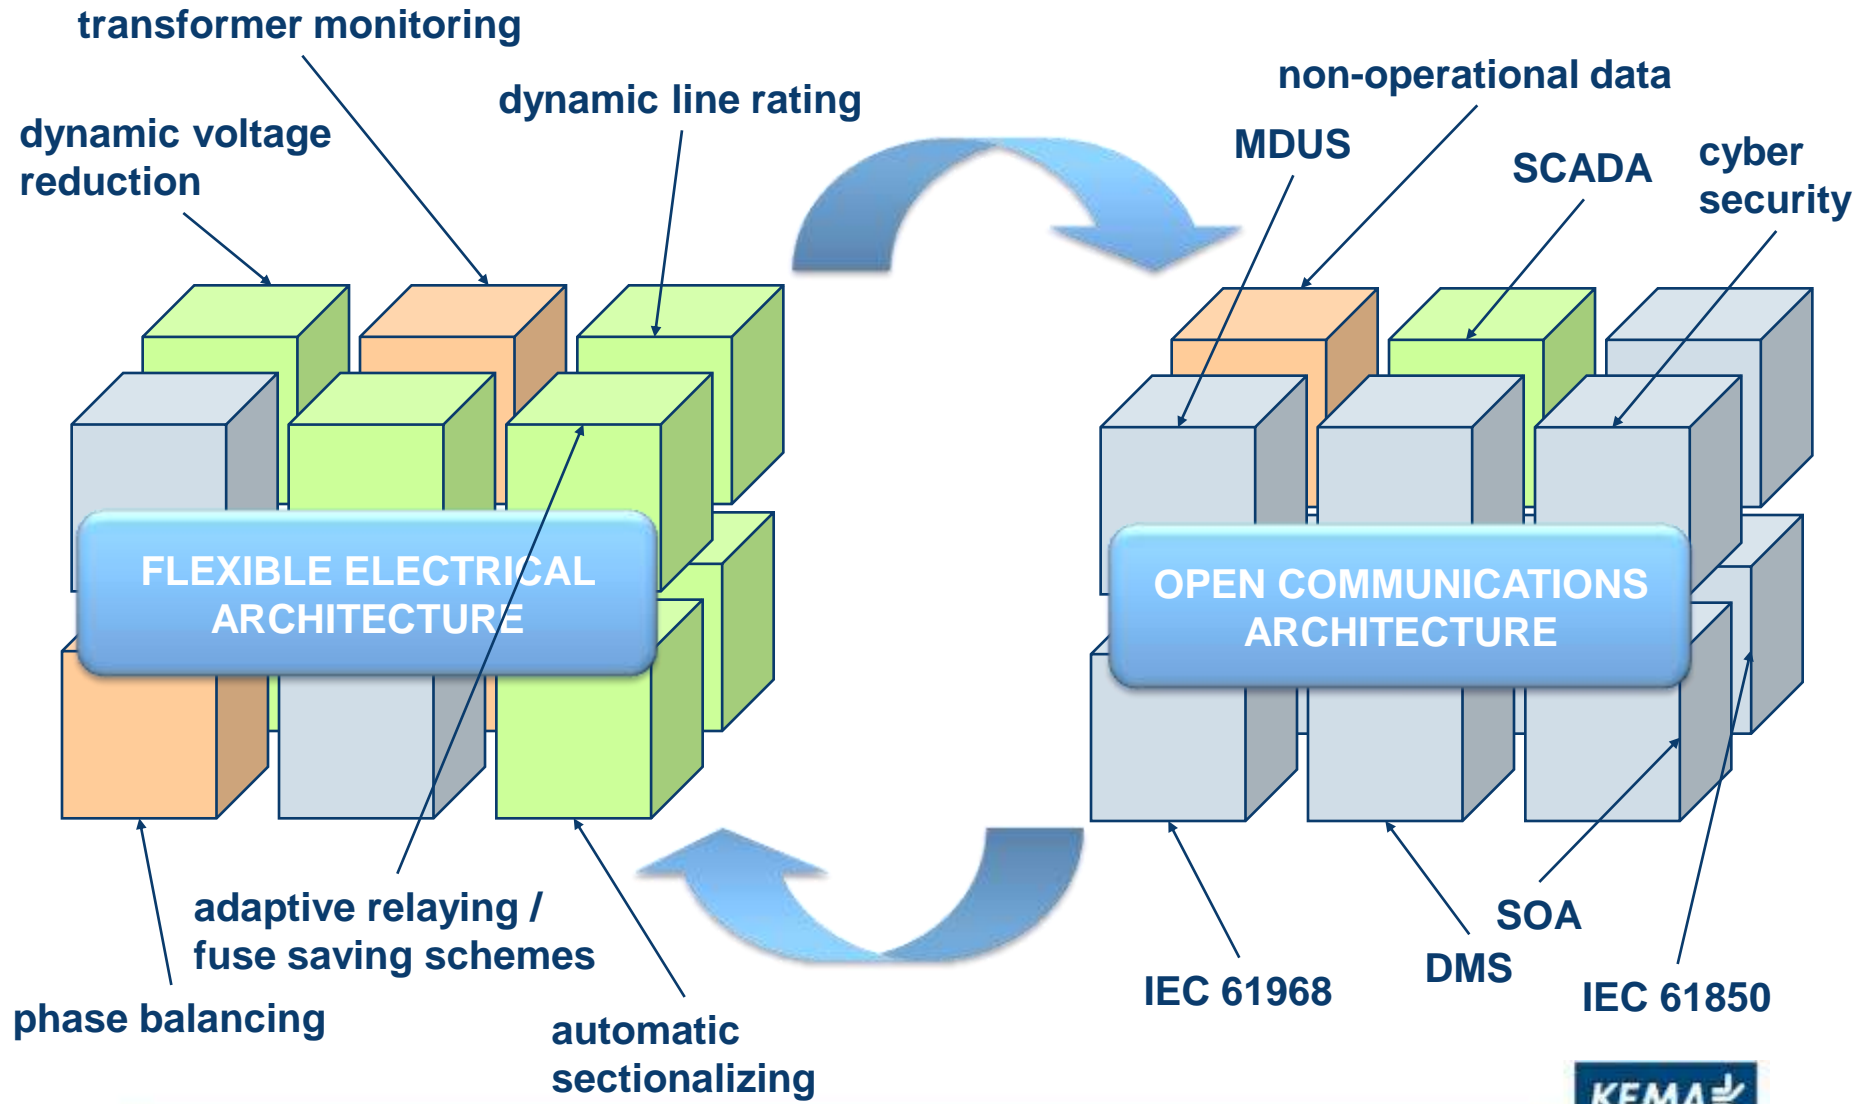 transformer monitoring
dynamic line rating
dynamic voltage
reduction
non-operational data
MDUS
SCADA
cyber
security
FLEXIBLE ELECTRICAL
ARCHITECTURE
OPEN COMMUNICATIONS
ARCHITECTURE
adaptive relaying /
fuse saving schemes
phase balancing
automatic
sectionalizing
SOA
DMS
IEC 61968
IEC 61850
KEMA